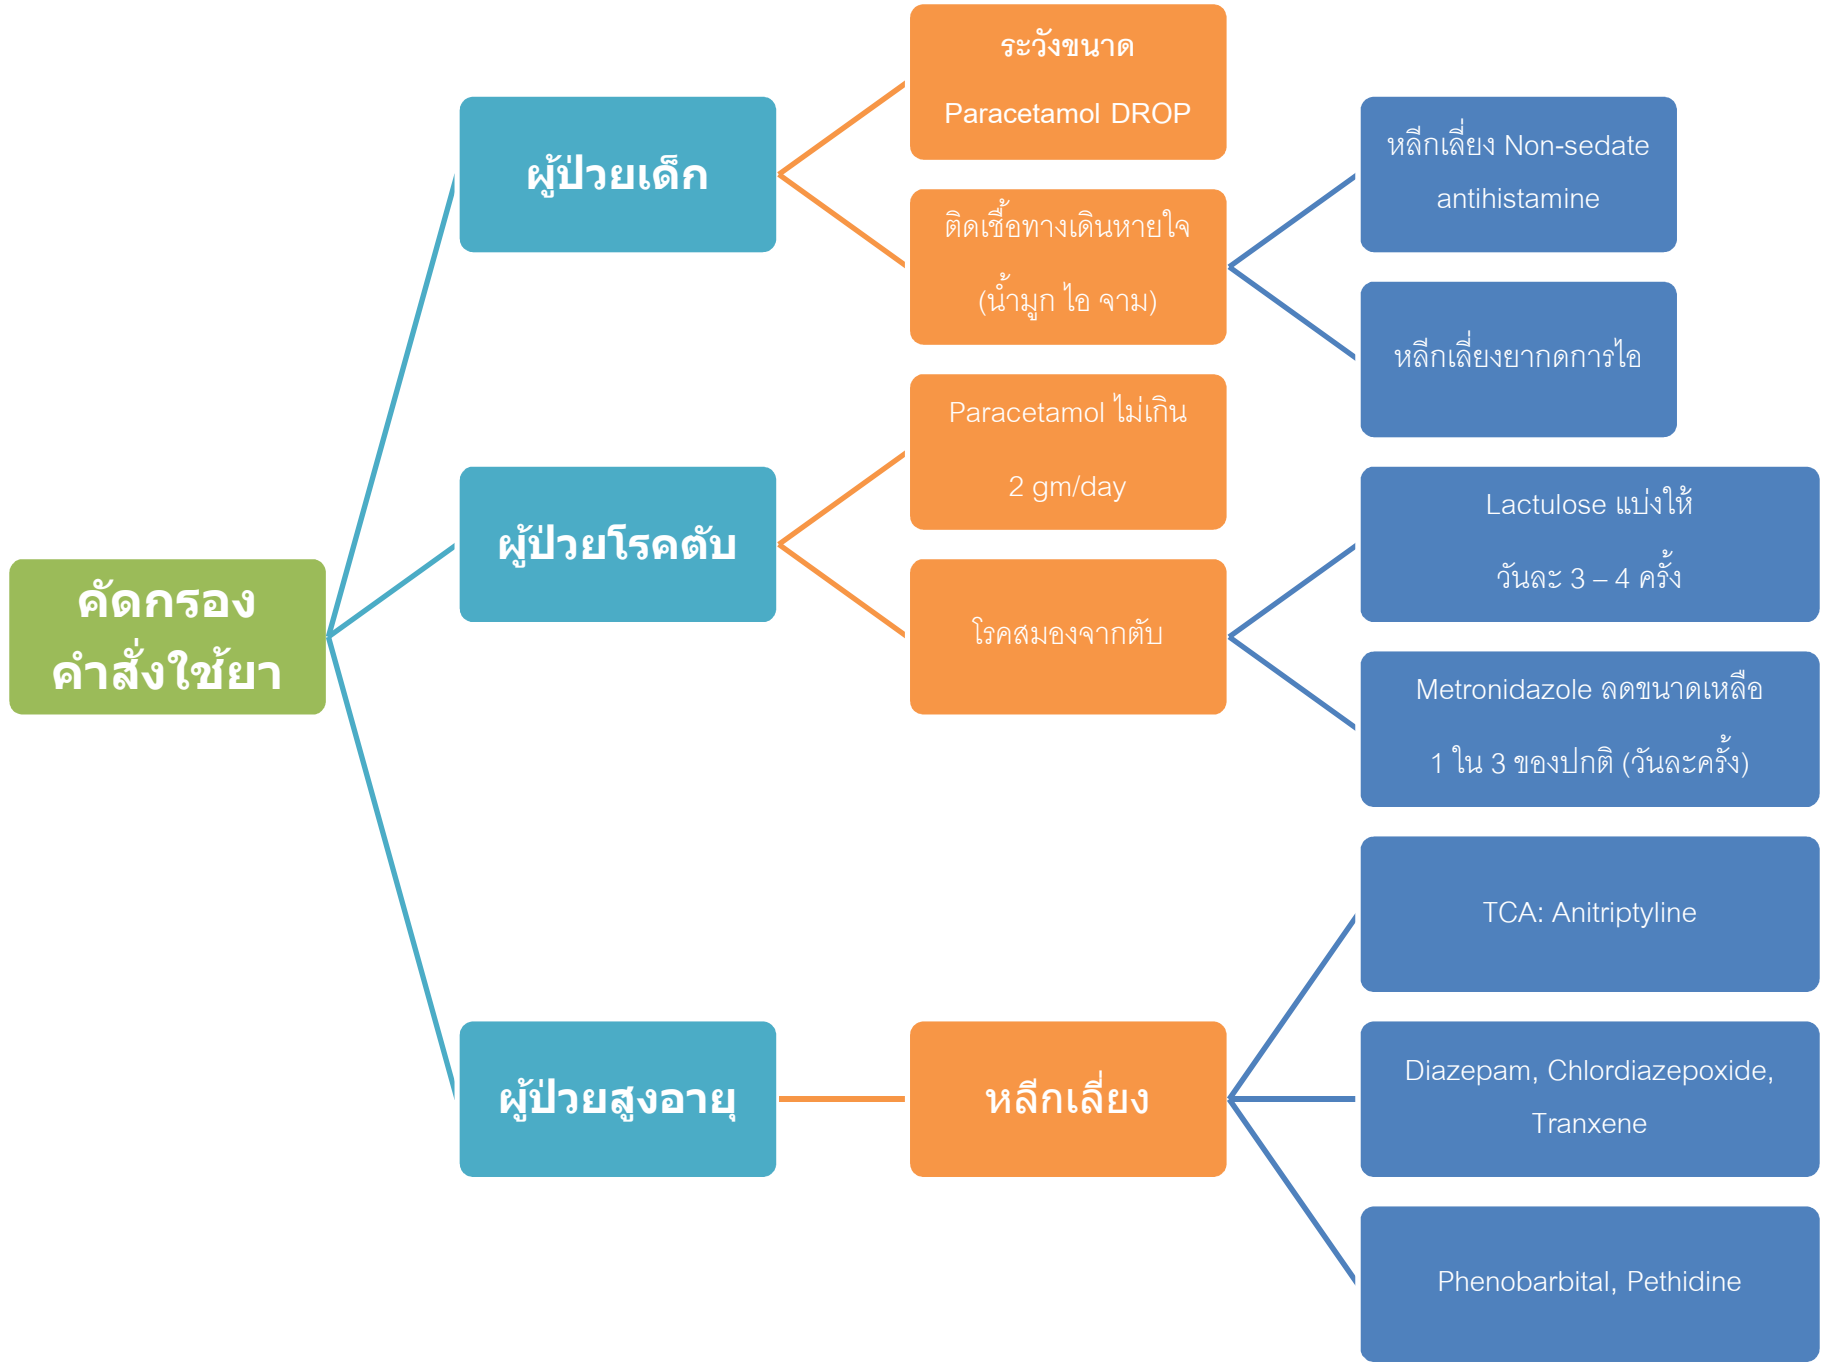 คัดกรอง
คำสั่งใช้ยา
ผู้ป่วยเด็ก
ระวังขนาด
Paracetamol DROP
ติดเชื้อทางเดินหายใจ
(น้ำมูก ไอ จาม)
หลีกเลี่ยง Non-sedate
antihistamine
หลีกเลี่ยงยากดการไอ
ผู้ป่วยโรคตับ
Paracetamol ไม่เกิน
2 gm/day
โรคสมองจากตับ
Lactulose แบ่งให้
วันละ 3 – 4 ครั้ง
Metronidazole ลดขนาดเหลือ
1 ใน 3 ของปกติ (วันละครั้ง)
ผู้ป่วยสูงอายุ
หลีกเลี่ยง
TCA: Anitriptyline
Diazepam, Chlordiazepoxide,
Tranxene
Phenobarbital, Pethidine